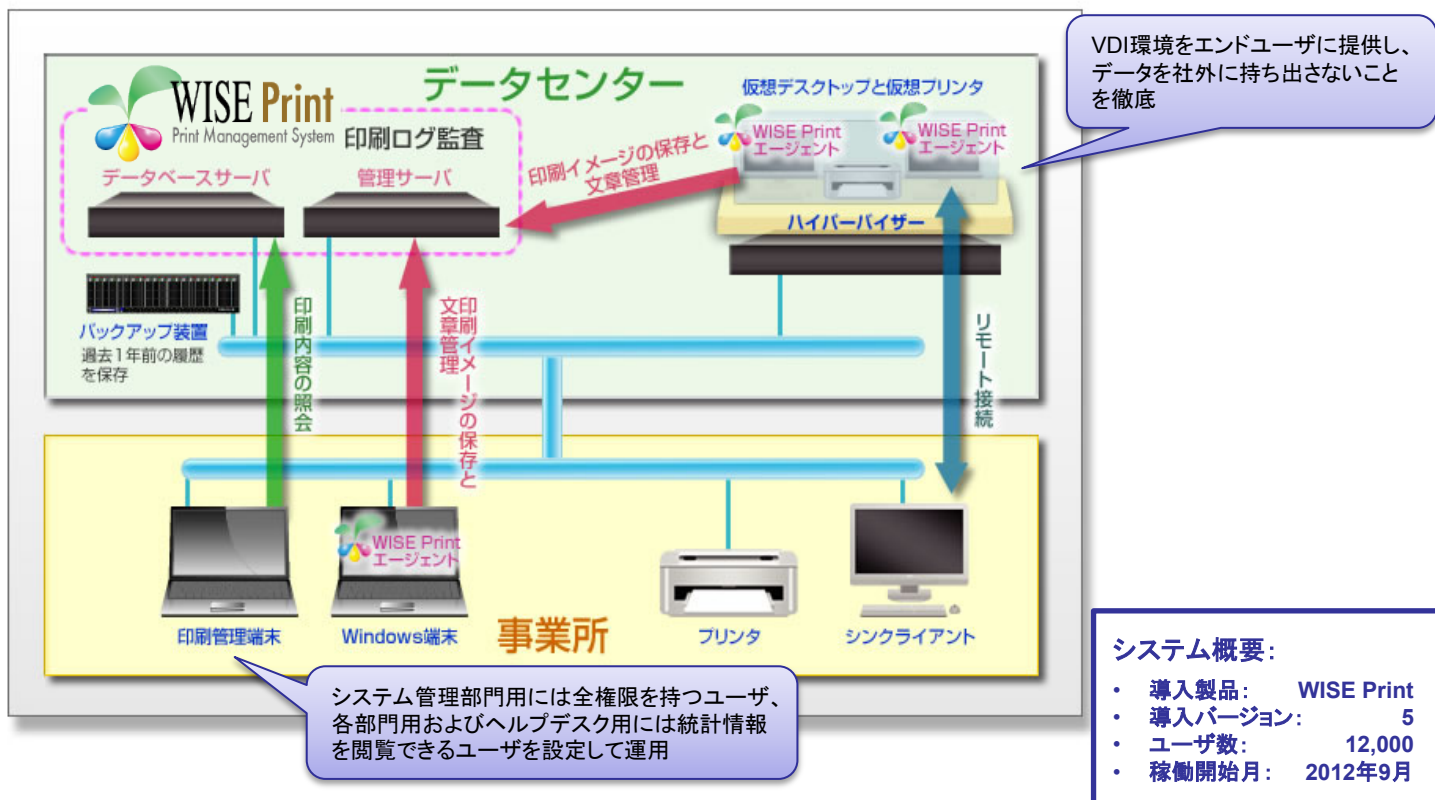 VDI環境をエンドユーザに提供し、
データを社外に持ち出さないこと
を徹底
データセンター
WISE Print
Print Management System
印刷ログ監査
データベースサーバ
管理サーバ
印刷イメージの保存と
文章管理
仮想デスクトップと仮想プリンタ
WISE Print
エージェント
WISE Print
エージェント
ハイパーバイザー
バックアップ装置
過去1年前の履歴
を保存
印刷内容の照会
印刷イメージの保存と
文章管理
リモート接続
WISE Print
エージェント
印刷管理端末
Windows端末
事業所
プリンタ
シンクライアント
システム管理部門用には全権限を持つユーザ、
各部門用およびヘルプデスク用には統計情報
を閲覧できるユーザを設定して運用
システム概要:
• 導入製品: WISE Print
• 導入バージョン: 5
• ユーザ数: 12,000
• 稼働開始月: 2012年9月